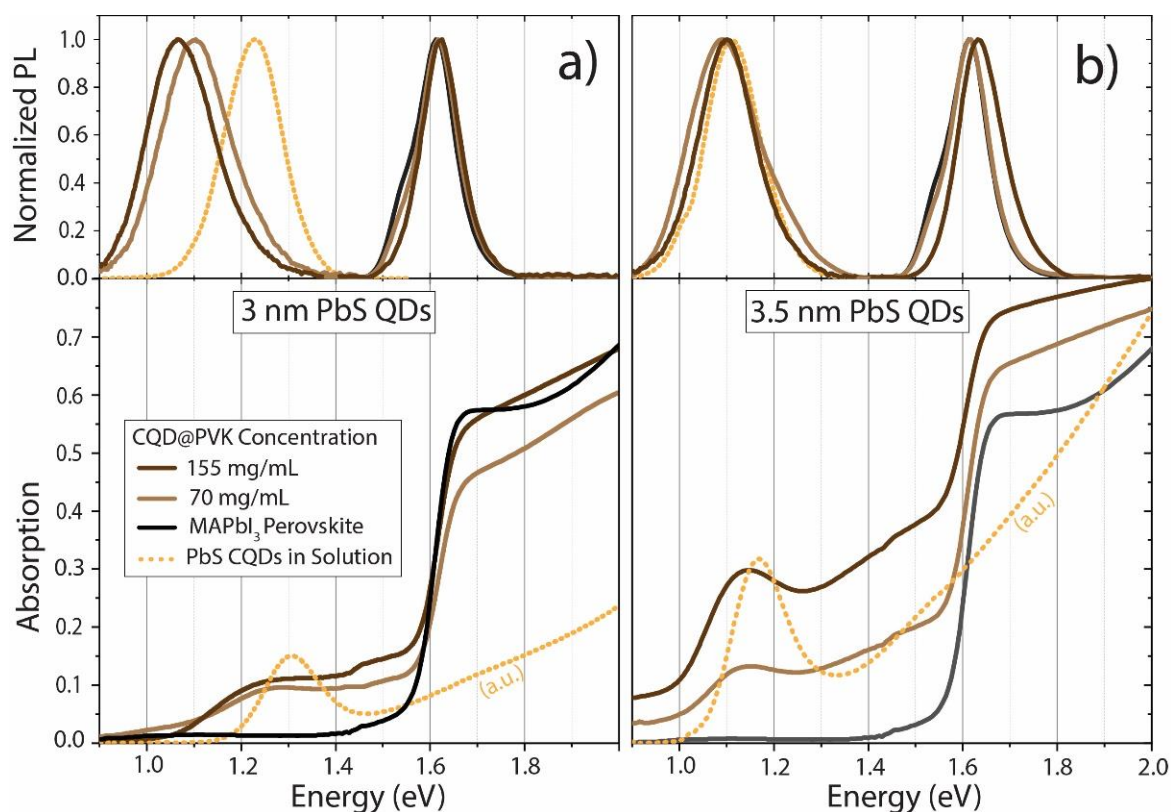 a)
b)
Normalized PL
1.0
0.8
0.6
0.4
0.2
0.0
3 nm PbS QDs
3.5 nm PbS QDs
Absorption
0.7
0.6
0.5
0.4
0.3
0.2
0.1
0.0
CQD@PVK Concentration
155 mg/mL
70 mg/mL
MAPbI₃ Perovskite
PbS CQDs in Solution
(a.u.)
(a.u.)
1.0 1.2 1.4 1.6 1.8
1.0 1.2 1.4 1.6 1.8 2.0
Energy (eV)
Energy (eV)